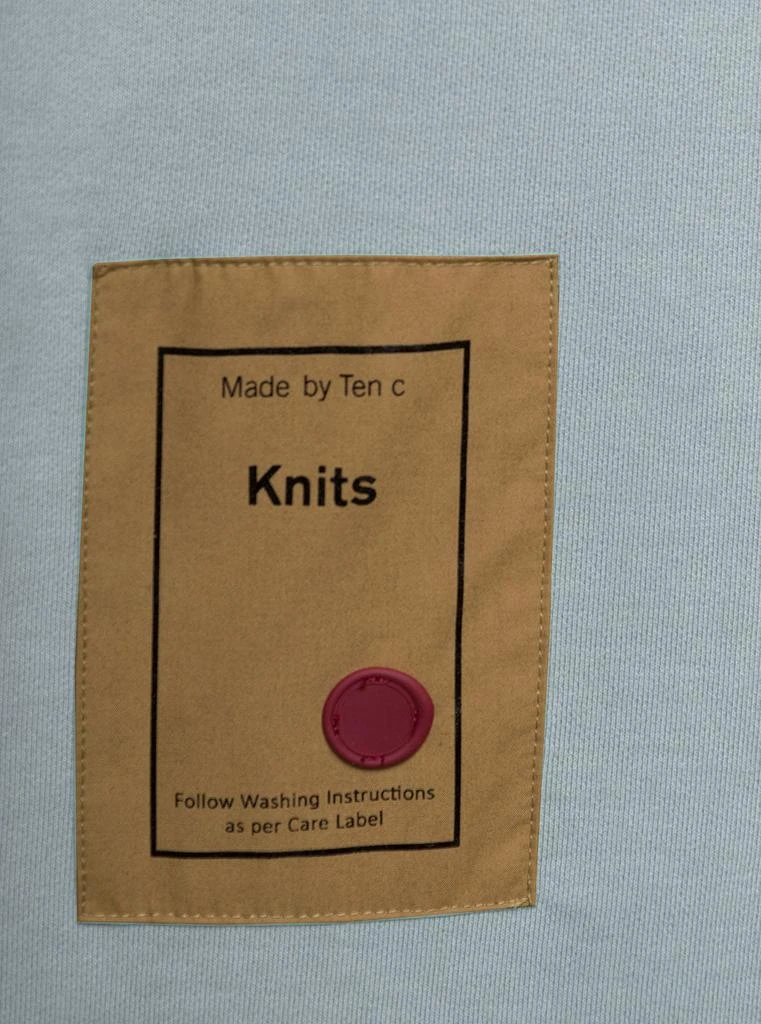 Made by Ten c
Knits
Follow Washing Instructions
as per Care Label